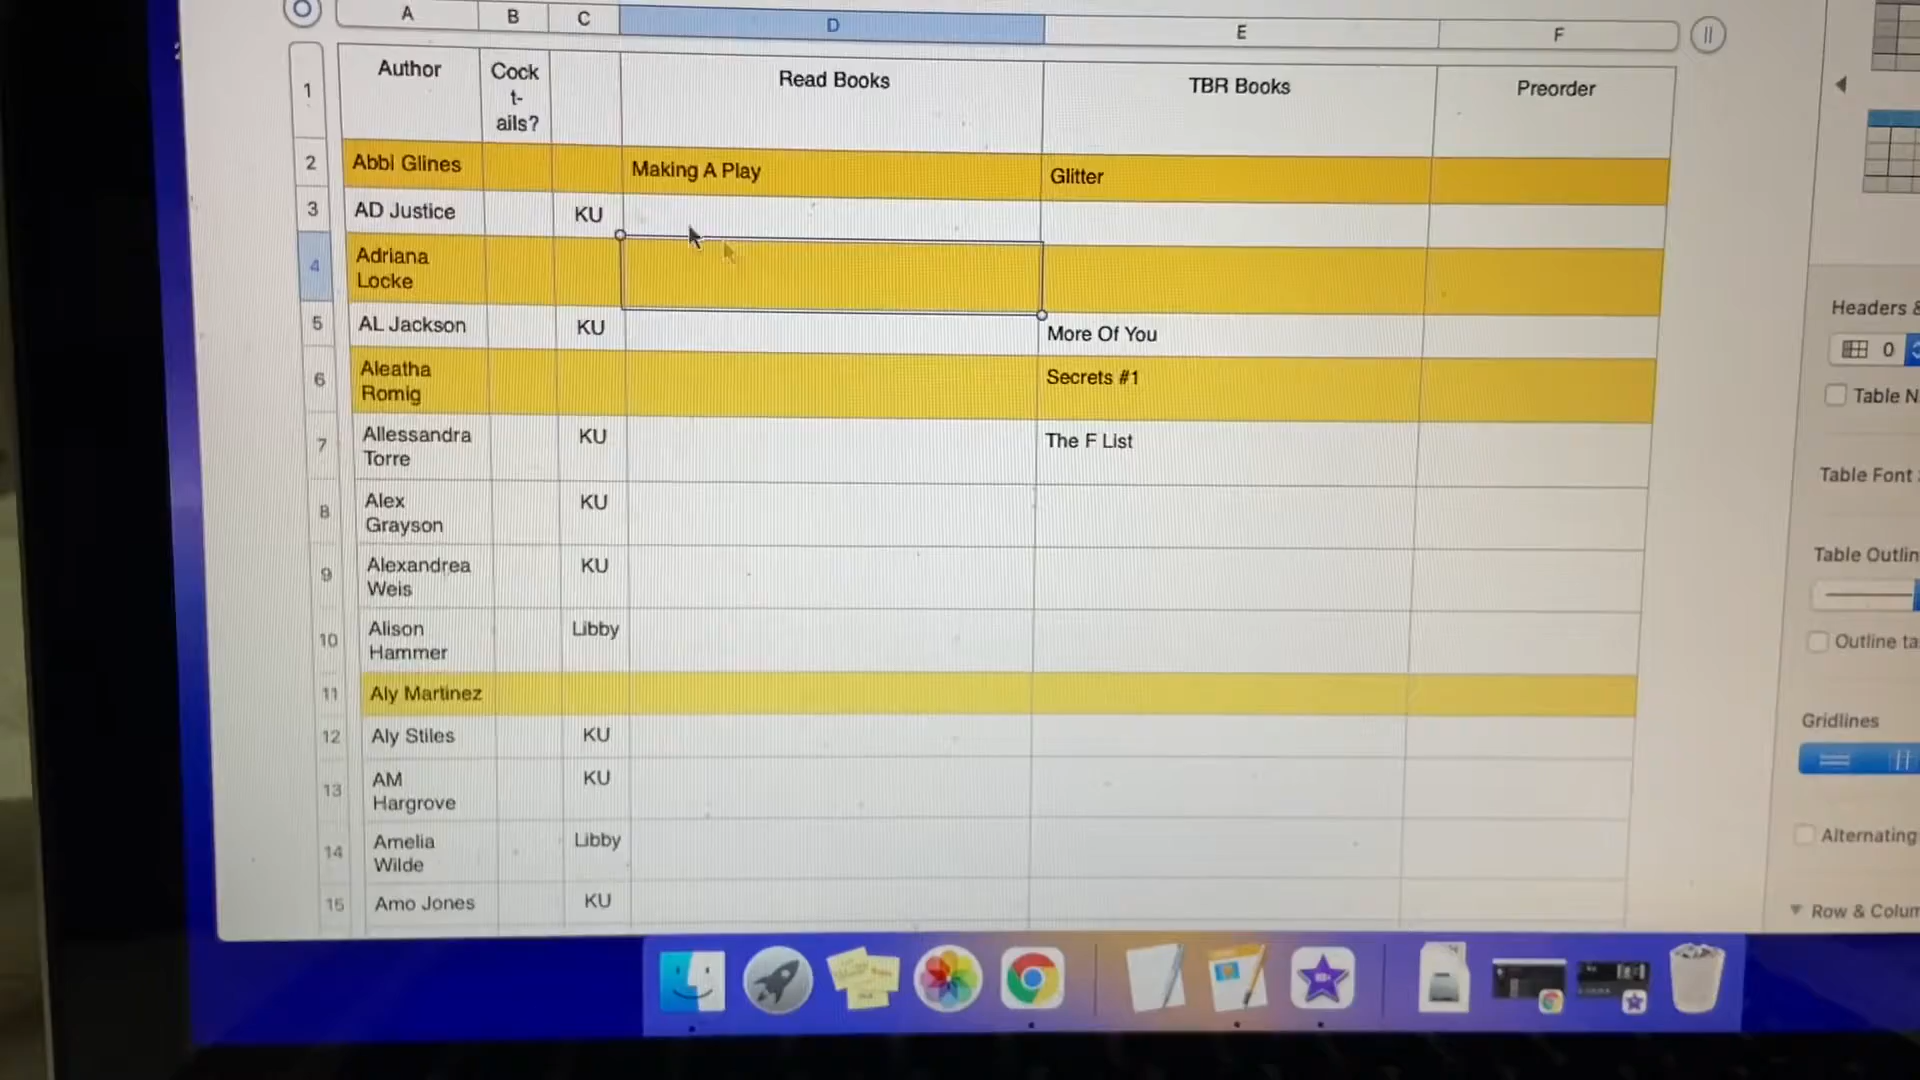 A B C D E F
1 Author Cock Read Books TBR Books Preorder
t-
ails?
2 Abbi Glines Making A Play Glitter
3 AD Justice KU
4 Adriana
Locke
5 AL Jackson KU More Of You
6 Aleatha Secrets #1
Romig
7 Allessandra KU The F List
Torre
8 Alex KU
Grayson
9 Alexandrea KU
Weis
10 Alison Libby
Hammer
11 Aly Martinez
12 Aly Stiles KU
13 AM KU
Hargrove
14 Amelia Libby
Wilde
15 Amo Jones KU
Headers &
0
Table N
Table Font
Table Outlin
Outline ta
Gridlines
Alternating
Row & Colum